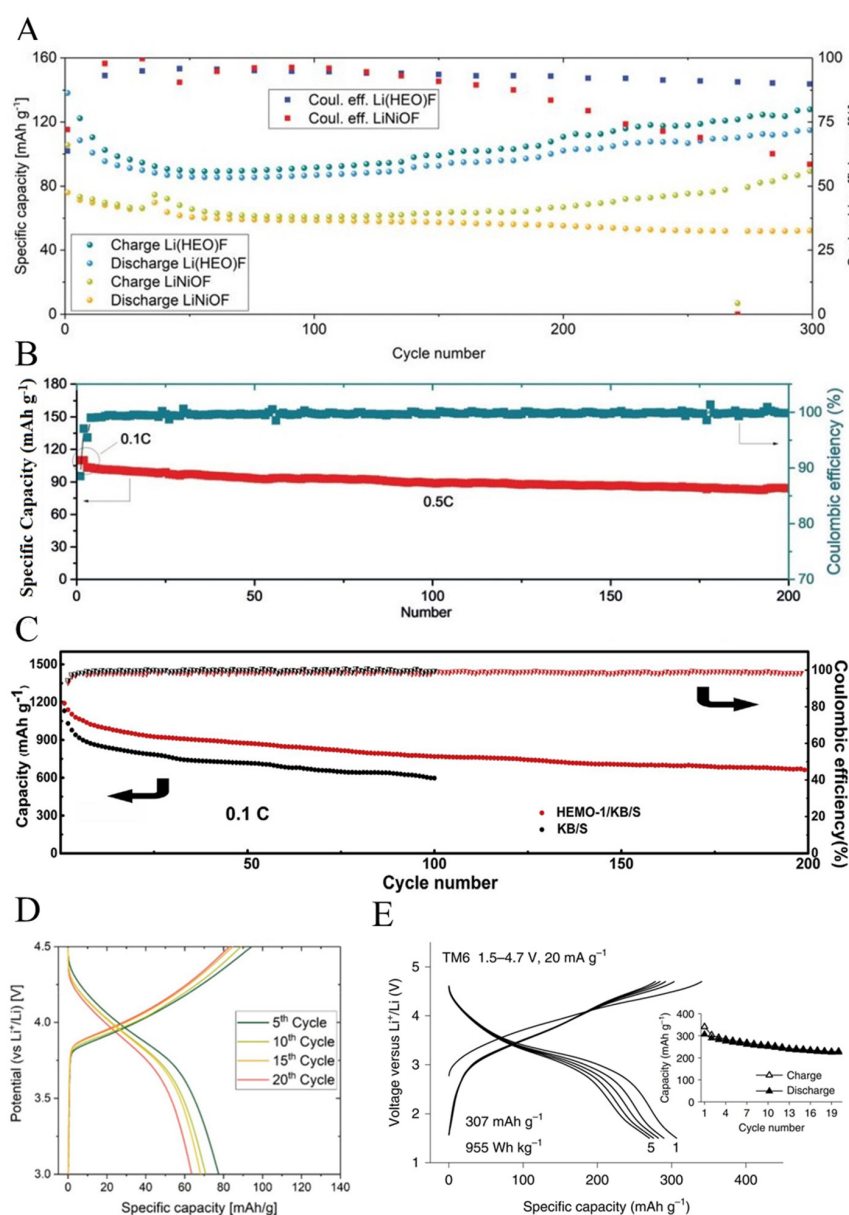 A
160
120
80
40
0
Specific capacity [mAh g-1]
100
75
50
25
0
Coul. eff. Li(HEO)F
Coul. eff. LiNiOF
Charge Li(HEO)F
Discharge Li(HEO)F
Charge LiNiOF
Discharge LiNiOF
0 100 200 300
Cycle number
B
180
150
120
90
60
30
0
Specific Capacity (mAh g-1)
0.1C
0.5C
100
90
80
70
Coulombic efficiency (%)
0 50 100 150 200
Number
C
1500
1200
900
600
300
0
Capacity (mAh g-1)
0.1 C
HEMO-1/KB/S
KB/S
100
80
60
40
20
0
Coulombic efficiency(%)
50 100 150 200
Cycle number
D
4.5
4.0
3.5
3.0
Potential (vs Li+/Li) [V]
5th Cycle
10th Cycle
15th Cycle
20th Cycle
0 20 40 60 80 100 120 140
Specific capacity [mAh/g]
E
TM6 1.5–4.7 V, 20 mA g–1
5
4
3
2
1
Voltage versus Li+/Li (V)
307 mAh g–1
955 Wh kg–1
5 1
400
300
200
100
0
Capacity (mAh g–1)
Charge
Discharge
1 4 7 10 13 16 19
Cycle number
0 100 200 300 400
Specific capacity (mAh g–1)